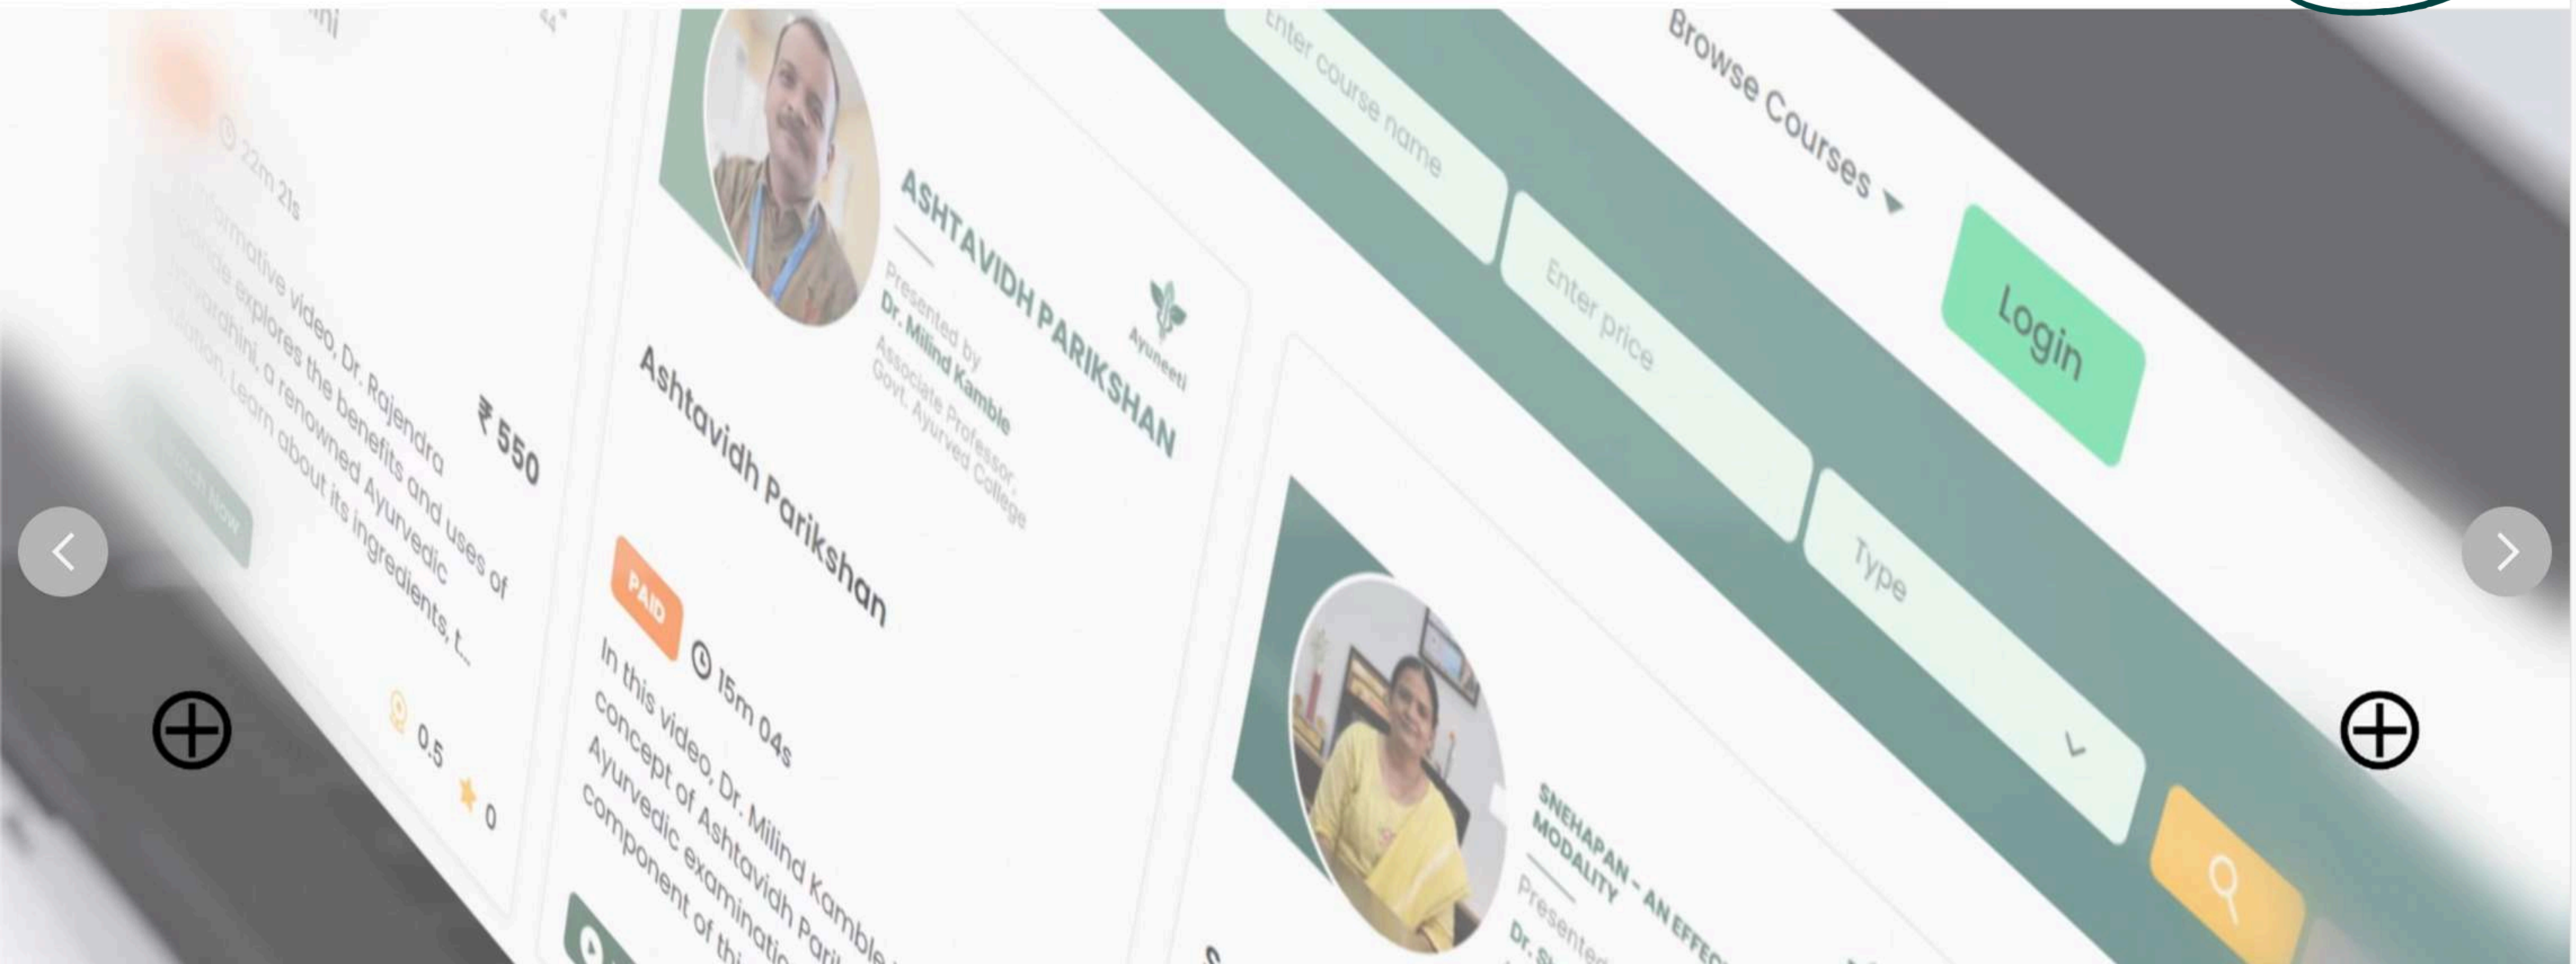 Browse Courses
Login
Enter course name
Enter price
Type
22m 21s
informative video, Dr. Rajendra
explores the benefits and uses of
a renowned Ayurvedic
Learn about its ingredients, t...
₹ 550
0.5
0
ASHTAVIDH PARIKSHAN
Ayuneeti
Presented by
Dr. Milind Kamble
Associate Professor,
Govt. Ayurved College
Ashtavidh Parikshan
PAID
15m 04s
In this video, Dr. Milind Kamble
concept of Ashtavidh Pari
Ayurvedic examinatio
component of thi
SNEHAPAN - AN EFFEC
MODALITY
Presented
Dr.
S